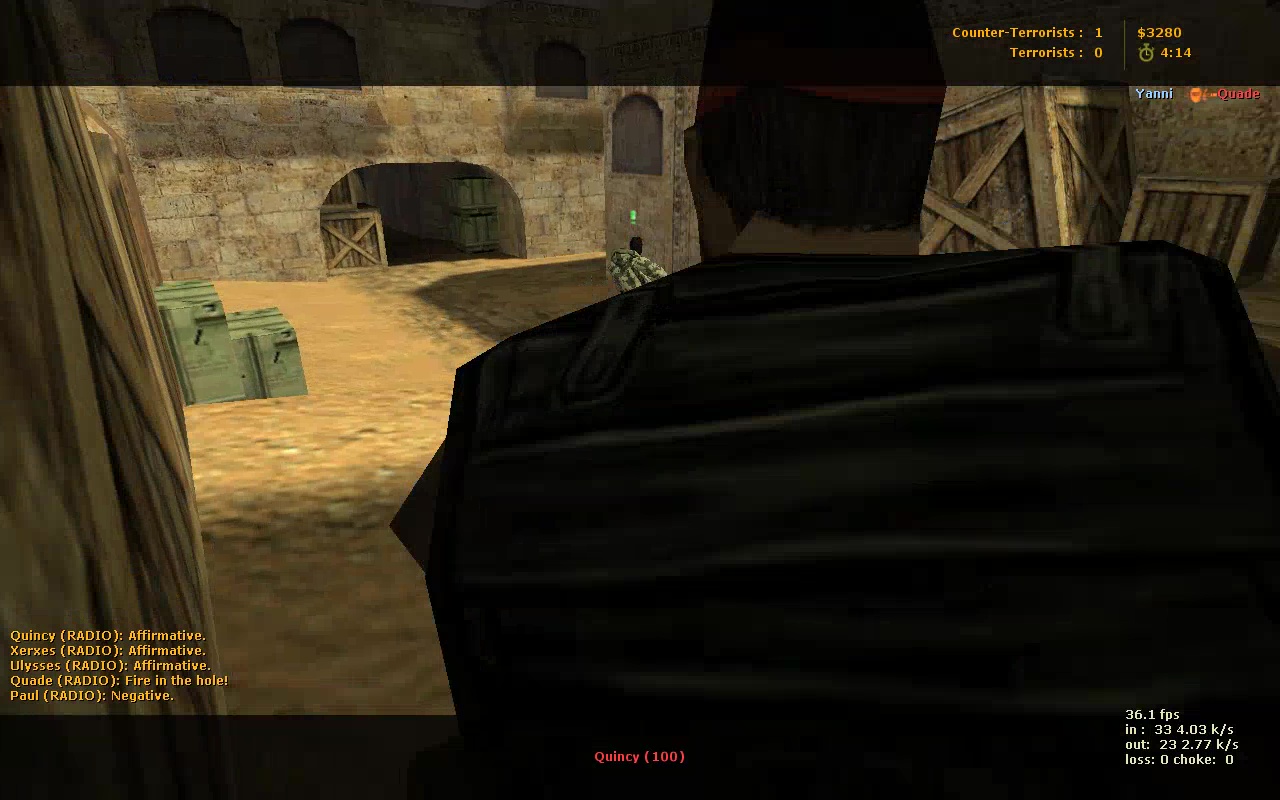 Counter-Terrorists : 1 $3280
Terrorists : 0 4:14
Yanni Quade
Quincy (RADIO): Affirmative.
Xerxes (RADIO): Affirmative.
Ulysses (RADIO): Affirmative.
Quade (RADIO): Fire in the hole!
Paul (RADIO): Negative.
36.1 fps
in : 33 4.03 k/s
out: 23 2.77 k/s
loss: 0 choke: 0
Quincy (100)